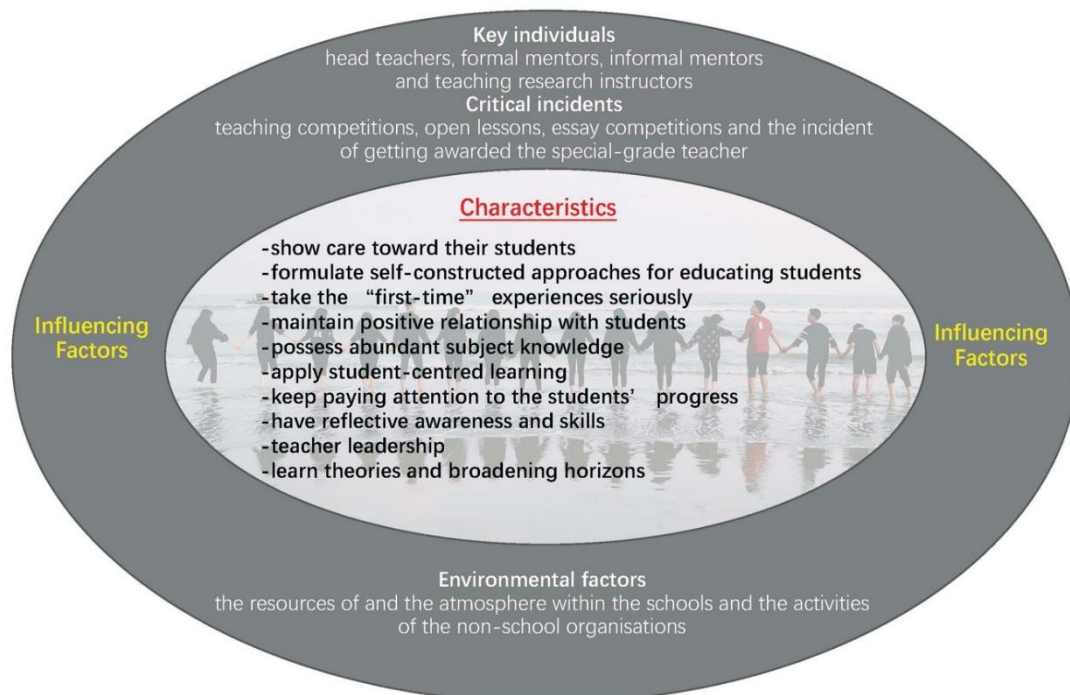 Key individuals
head teachers, formal mentors, informal mentors
and teaching research instructors
Critical incidents
teaching competitions, open lessons, essay competitions and the incident
of getting awarded the special-grade teacher
Characteristics
-show care toward their students
-formulate self-constructed approaches for educating students
-take the “first-time” experiences seriously
-maintain positive relationship with students
-possess abundant subject knowledge
-apply student-centred learning
-keep paying attention to the students’ progress
-have reflective awareness and skills
-teacher leadership
-learn theories and broadening horizons
Influencing
Factors
Influencing
Factors
Environmental factors
the resources of and the atmosphere within the schools and the activities
of the non-school organisations